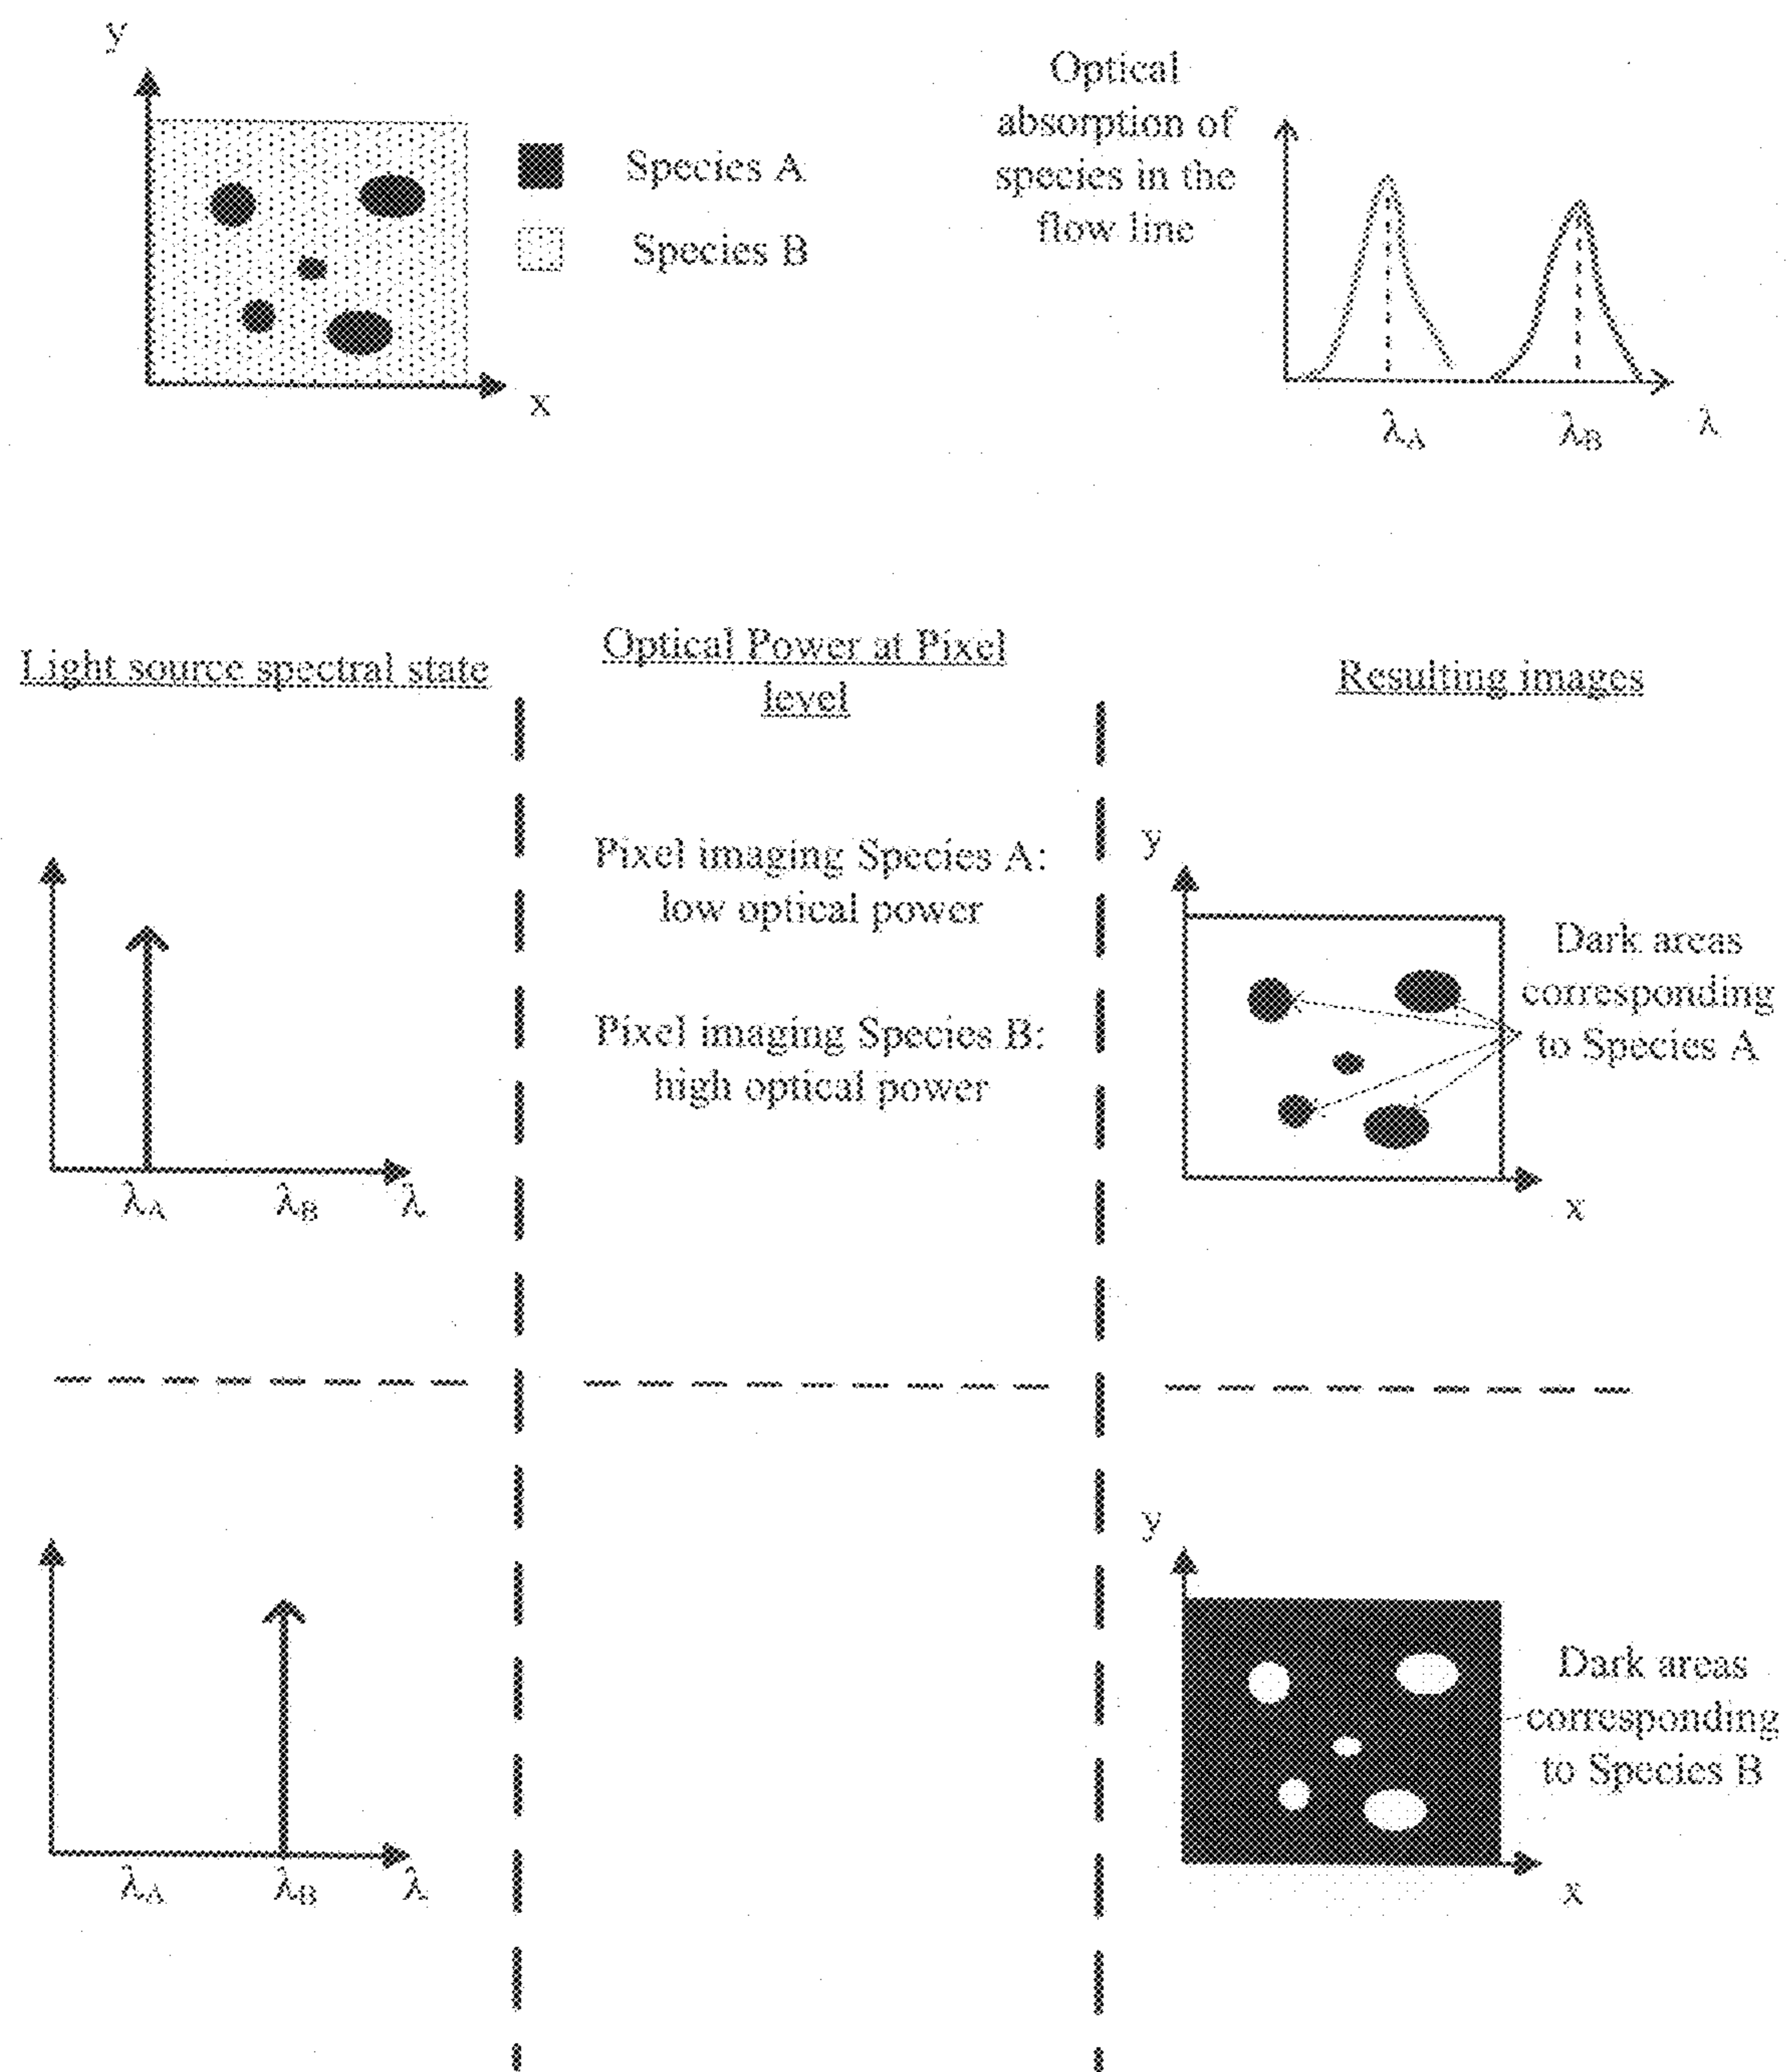 y
Species A
Species B
x
Optical
absorption of
species in the
flow line
λA
λB
λ
Light source spectral state
Optical Power at Pixel
level
Resulting images
Pixel imaging Species A:
low optical power
Pixel imaging Species B:
high optical power
λA
λB
λ
y
Dark areas
corresponding
to Species A
x
λA
λB
λ
y
Dark areas
corresponding
to Species B
x